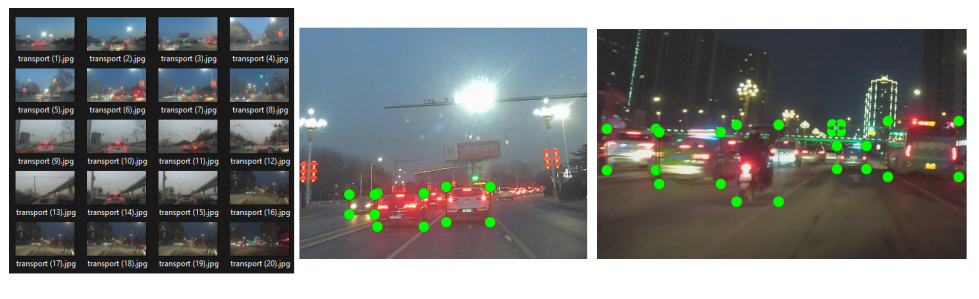 transport (1).jpg transport (2).jpg transport (3).jpg transport (4).jpg
transport (5).jpg transport (6).jpg transport (7).jpg transport (8).jpg
transport (9).jpg transport (10).jpg transport (11).jpg transport (12).jpg
transport (13).jpg transport (14).jpg transport (15).jpg transport (16).jpg
transport (17).jpg transport (18).jpg transport (19).jpg transport (20).jpg